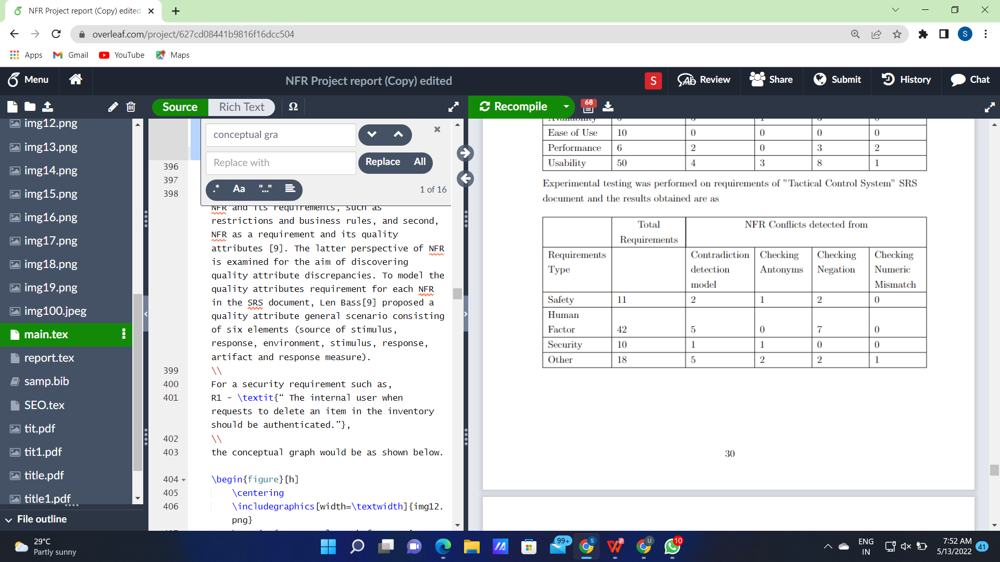 NFR Project report (Copy) edited
overleaf.com/project/627cd08441b9816f16dcc504
S
Apps
Gmail
YouTube
Maps
Menu
NFR Project report (Copy) edited
S
Review
Share
Submit
History
Chat
Source
Rich Text
Ω
Recompile
68
img12.png
img13.png
img14.png
img15.png
img16.png
img17.png
img18.png
img19.png
img100.jpeg
main.tex
report.tex
samp.bib
SEO.tex
tit.pdf
tit1.pdf
title.pdf
title1.pdf
File outline
conceptual gra
Replace with
Replace All
.* Aa "..."
1 of 16
396
397
398
NFR and its requirements, such as
restrictions and business rules, and second,
NFR as a requirement and its quality
attributes [9]. The latter perspective of NFR
is examined for the aim of discovering
quality attribute discrepancies. To model the
quality attributes requirement for each NFR
in the SRS document, Len Bass[9] proposed a
quality attribute general scenario consisting
of six elements (source of stimulus,
response, environment, stimulus, response,
artifact and response measure).
399 \\
400 For a security requirement such as,
401 R1 - \textit{“ The internal user when
requests to delete an item in the inventory
should be authenticated.”},
402 \\
403 the conceptual graph would be as shown below.
404 \begin{figure}[h]
405 \centering
406 \includegraphics[width=\textwidth]{img12.
png}
Availability
Ease of Use 10 0 0 0 0
Performance 6 2 0 3 2
Usability 50 4 3 8 1
Experimental testing was performed on requirements of ”Tactical Control System” SRS
document and the results obtained are as
Total NFR Conflicts detected from
Requirements
Requirements Contradiction Checking Checking Checking
Type detection Antonyms Negation Numeric
model Mismatch
Safety 11 2 1 2 0
Human
Factor 42 5 0 7 0
Security 10 1 1 0 0
Other 18 5 2 2 1
30
29°C
Partly sunny
99+
S
U
10
ENG
IN
7:52 AM
5/13/2022
41